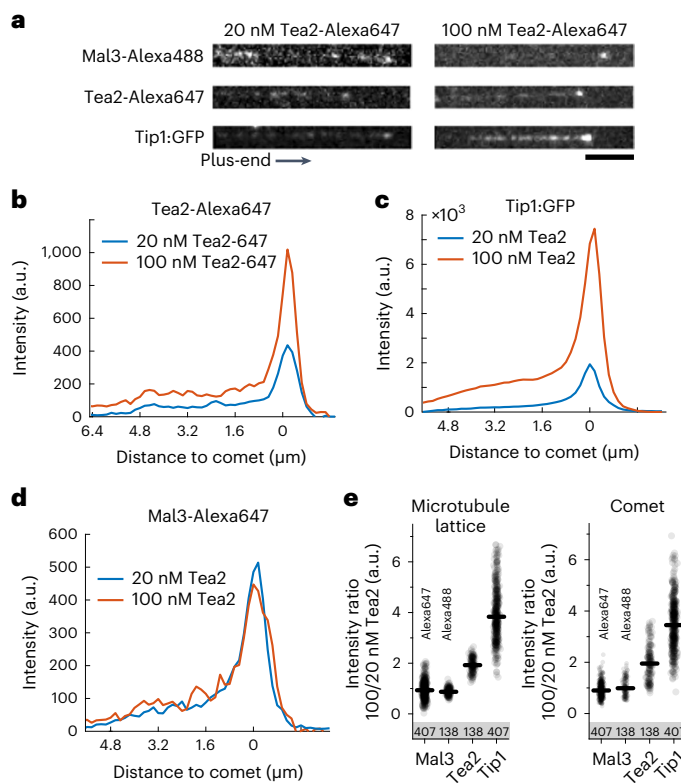 a
20 nm Tea2-Alexa647 100 nM Tea2-Alexa647
Mal3-Alexa488
Tea2-Alexa647
Tip1:GFP
Plus-end
b
Tea2-Alexa647
Intensity (a.u.)
1,000
800
600
400
200
0
20 nM Tea2-647
100 nM Tea2-647
6.4 4.8 3.2 1.6 0
Distance to comet (µm)
c
Tip1:GFP
×10³
Intensity (a.u.)
8
6
4
2
0
20 nM Tea2
100 nM Tea2
4.8 3.2 1.6 0
Distance to comet (µm)
d
Mal3-Alexa647
Intensity (a.u.)
600
500
400
300
200
100
0
20 nM Tea2
100 nM Tea2
4.8 3.2 1.6 0
Distance to comet (µm)
e
Microtubule
lattice
Intensity ratio
100/20 nM Tea2 (a.u.)
6
4
2
0
Alexa647
Alexa488
407 138 138 407
Mal3 Tea2 Tip1
Comet
Intensity ratio
100/20 nM Tea2 (a.u.)
6
4
2
0
Alexa647
Alexa488
407 138 138 407
Mal3 Tea2 Tip1